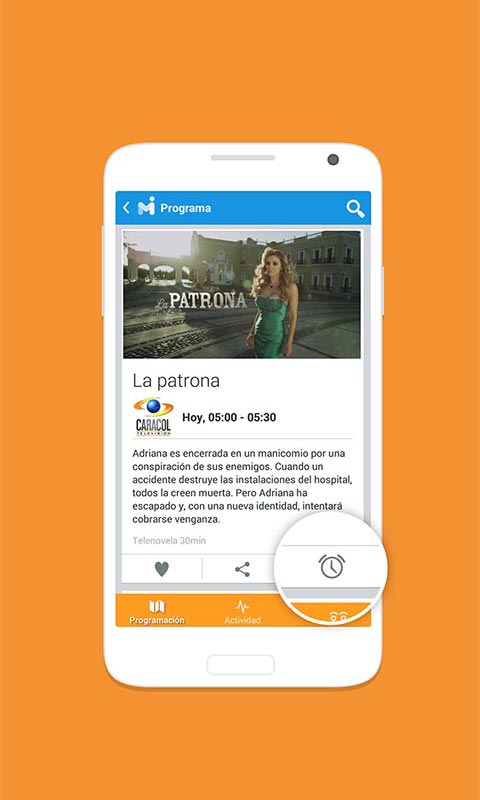 Programa
La PATRONA
La patrona
CARACOL
TELEVISIÓN
Hoy, 05:00 - 05:30
Adriana es encerrada en un manicomio por una
conspiración de sus enemigos. Cuando un
accidente destruye las instalaciones del hospital,
todos la creen muerta. Pero Adriana ha
escapado y, con una nueva identidad, intentará
cobrarse venganza.
Telenovela 30min
Programación
Actividad